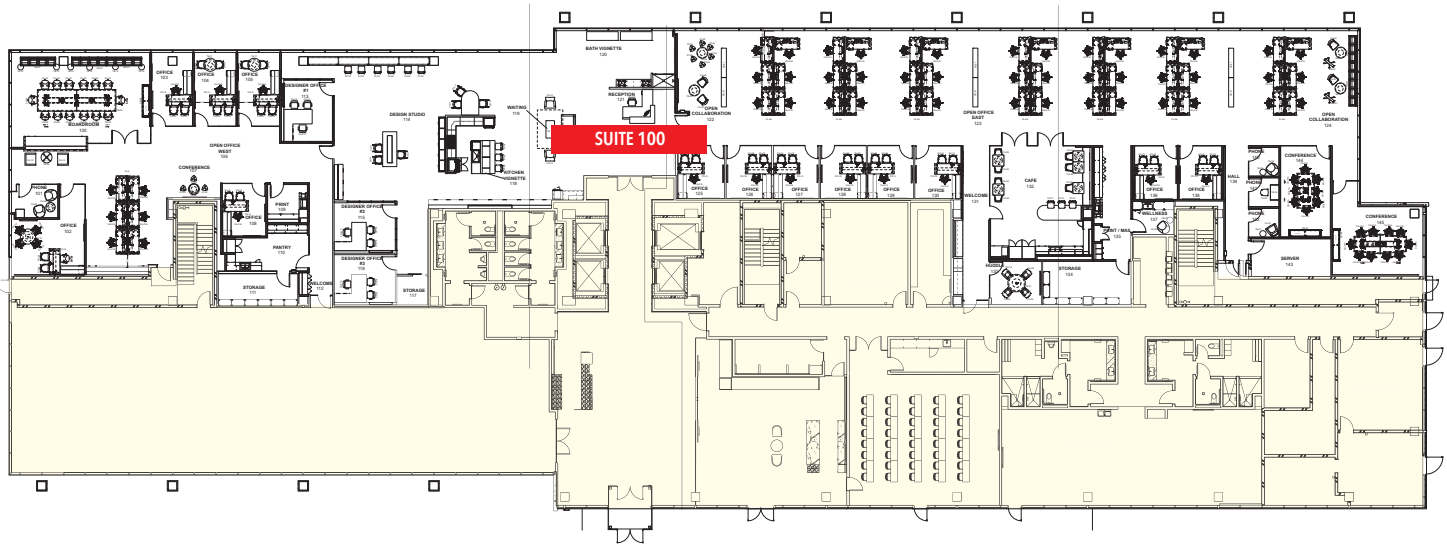 BATH VIGNETTE
120
OFFICE
103
OFFICE
104
OFFICE
105
DESIGNER OFFICE
#1
113
RECEPTION
121
WAITING
119
DESIGN STUDIO
114
OPEN
COLLABORATION
122
OPEN OFFICE
EAST
123
OPEN
COLLABORATION
124
BOARDROOM
100
SUITE 100
OPEN OFFICE
WEST
CONFERENCE
KITCHEN
VIGNETTE
118
PHONE
101
OFFICE
102
OFFICE
108
PRINT
109
PANTRY
110
STORAGE
111
WELCOME
112
DESIGNER OFFICE
#2
115
DESIGNER OFFICE
#3
116
STORAGE
117
OFFICE
125
OFFICE
126
OFFICE
127
OFFICE
128
OFFICE
129
OFFICE
130
WELCOME
131
CAFE
132
HUDDLE
STORAGE
134
PRINT / MAIL
135
OFFICE
136
OFFICE
138
WELLNESS
137
HALL
139
PHONE
PHONE
PHONE
CONFERENCE
144
SERVER
143
CONFERENCE
145